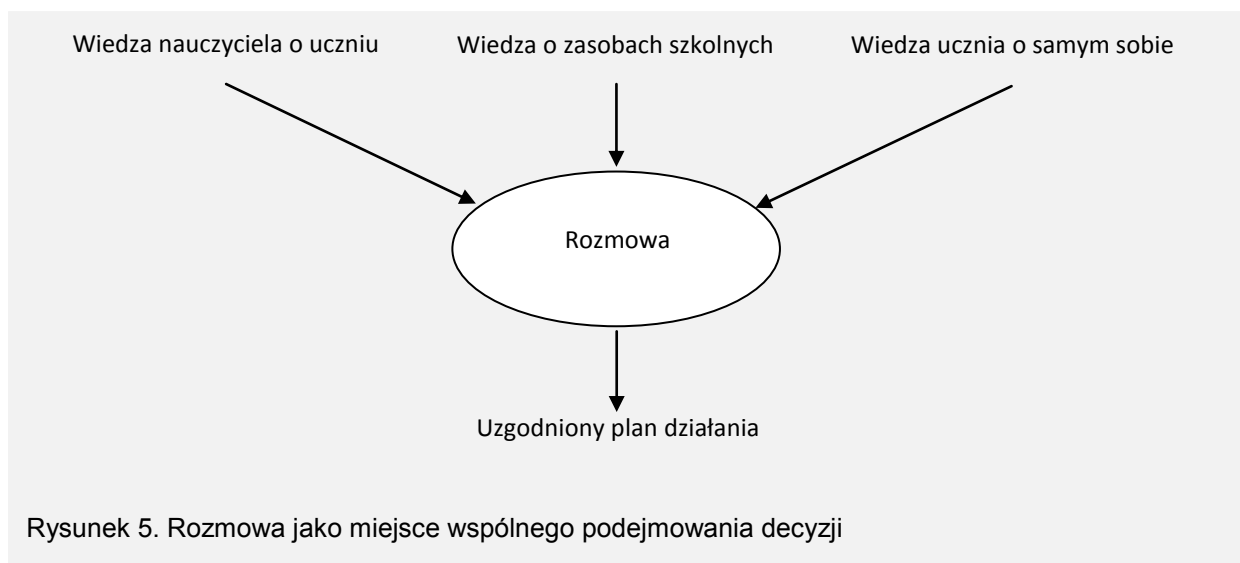 Wiedza nauczyciela o uczniu
Wiedza o zasobach szkolnych
Wiedza ucznia o samym sobie
Rozmowa
Uzgodniony plan działania
Rysunek 5. Rozmowa jako miejsce wspólnego podejmowania decyzji